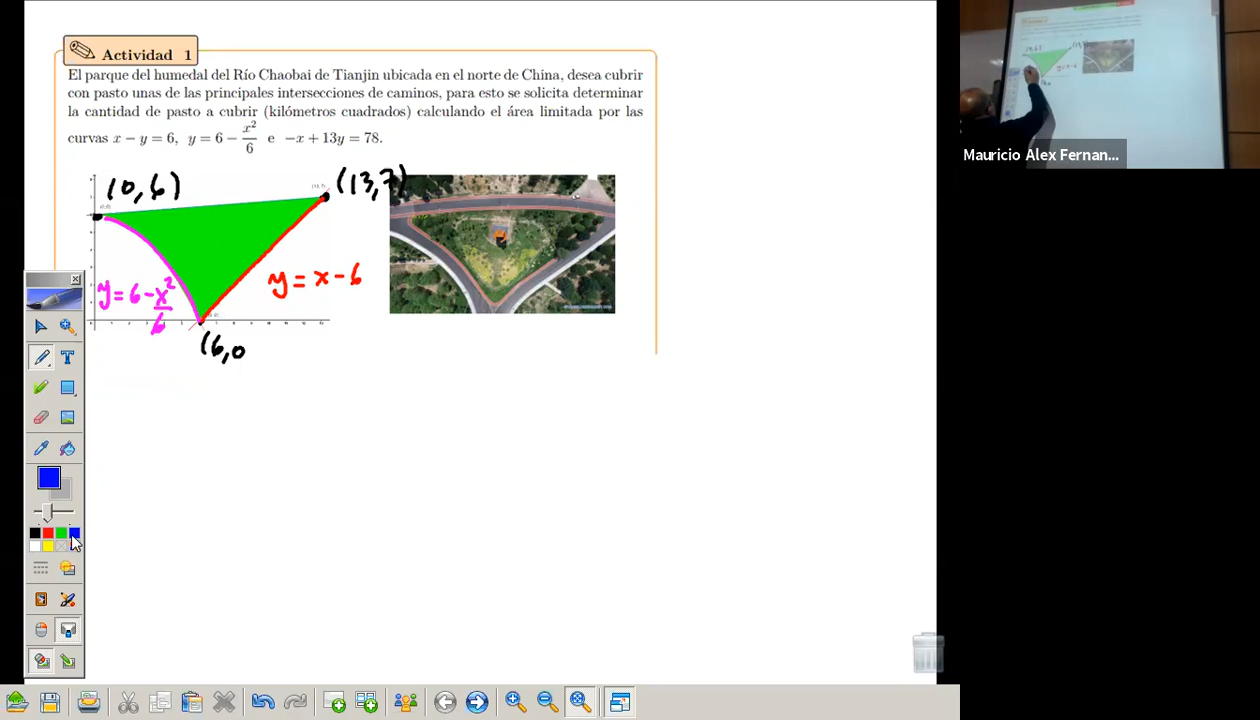 Actividad 1
El parque del humedal del Río Chaobai de Tianjin ubicada en el norte de China, desea cubrir
con pasto unas de las principales intersecciones de caminos, para esto se solicita determinar
la cantidad de pasto a cubrir (kilómetros cuadrados) calculando el área limitada por las
curvas x − y = 6, y = 6 − x²/6 e −x + 13y = 78.
(0,6)
(13,7)
y = 6 − x²/6
y = x − 6
(6,0
Mauricio Alex Fernan...